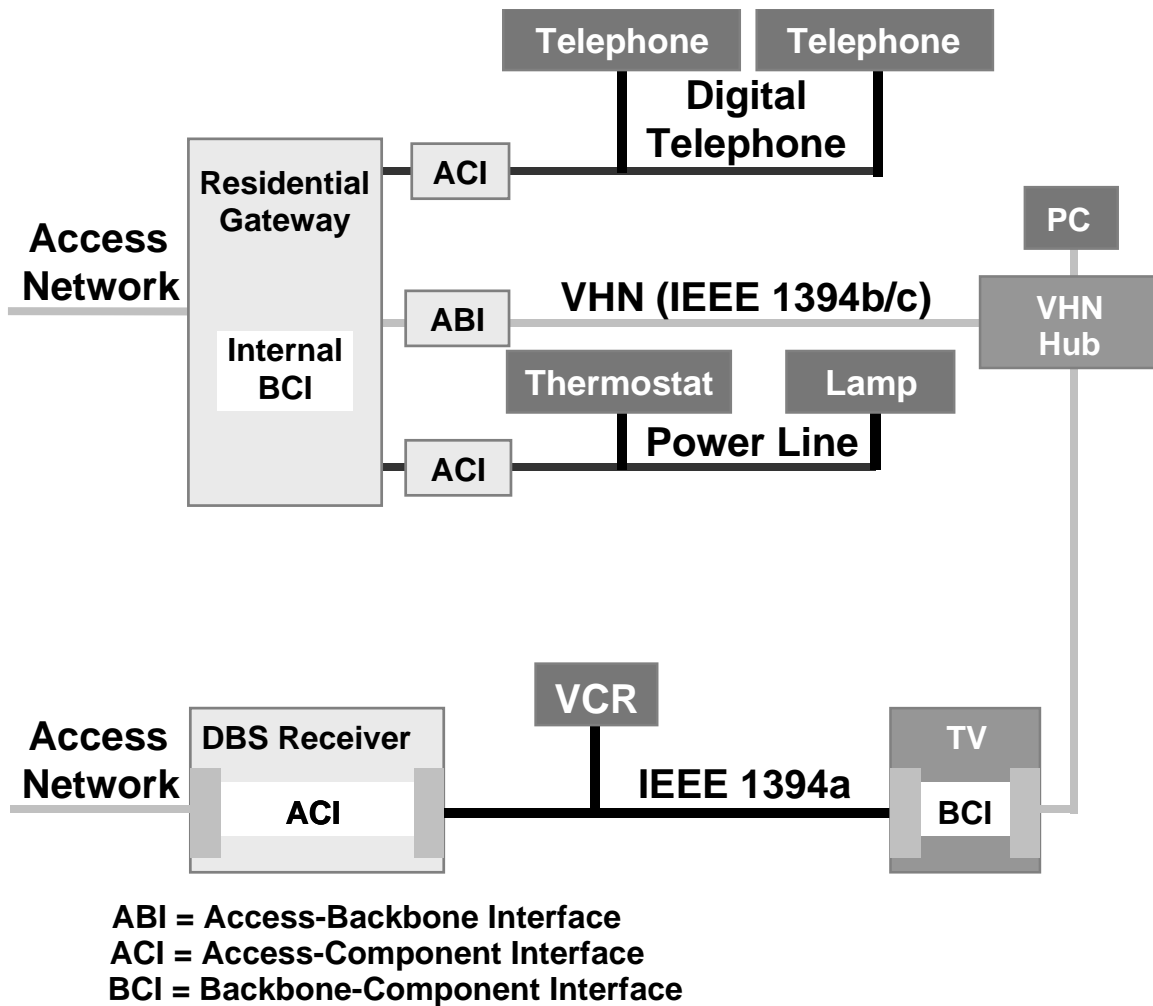 Telephone
Telephone
Digital
Telephone
Residential
Gateway
ACI
Access
Network
PC
ABI
VHN (IEEE 1394b/c)
VHN
Hub
Internal
BCI
Thermostat
Lamp
Power Line
ACI
VCR
Access
Network
DBS Receiver
TV
ACI
IEEE 1394a
BCI
ABI = Access-Backbone Interface
ACI = Access-Component Interface
BCI = Backbone-Component Interface